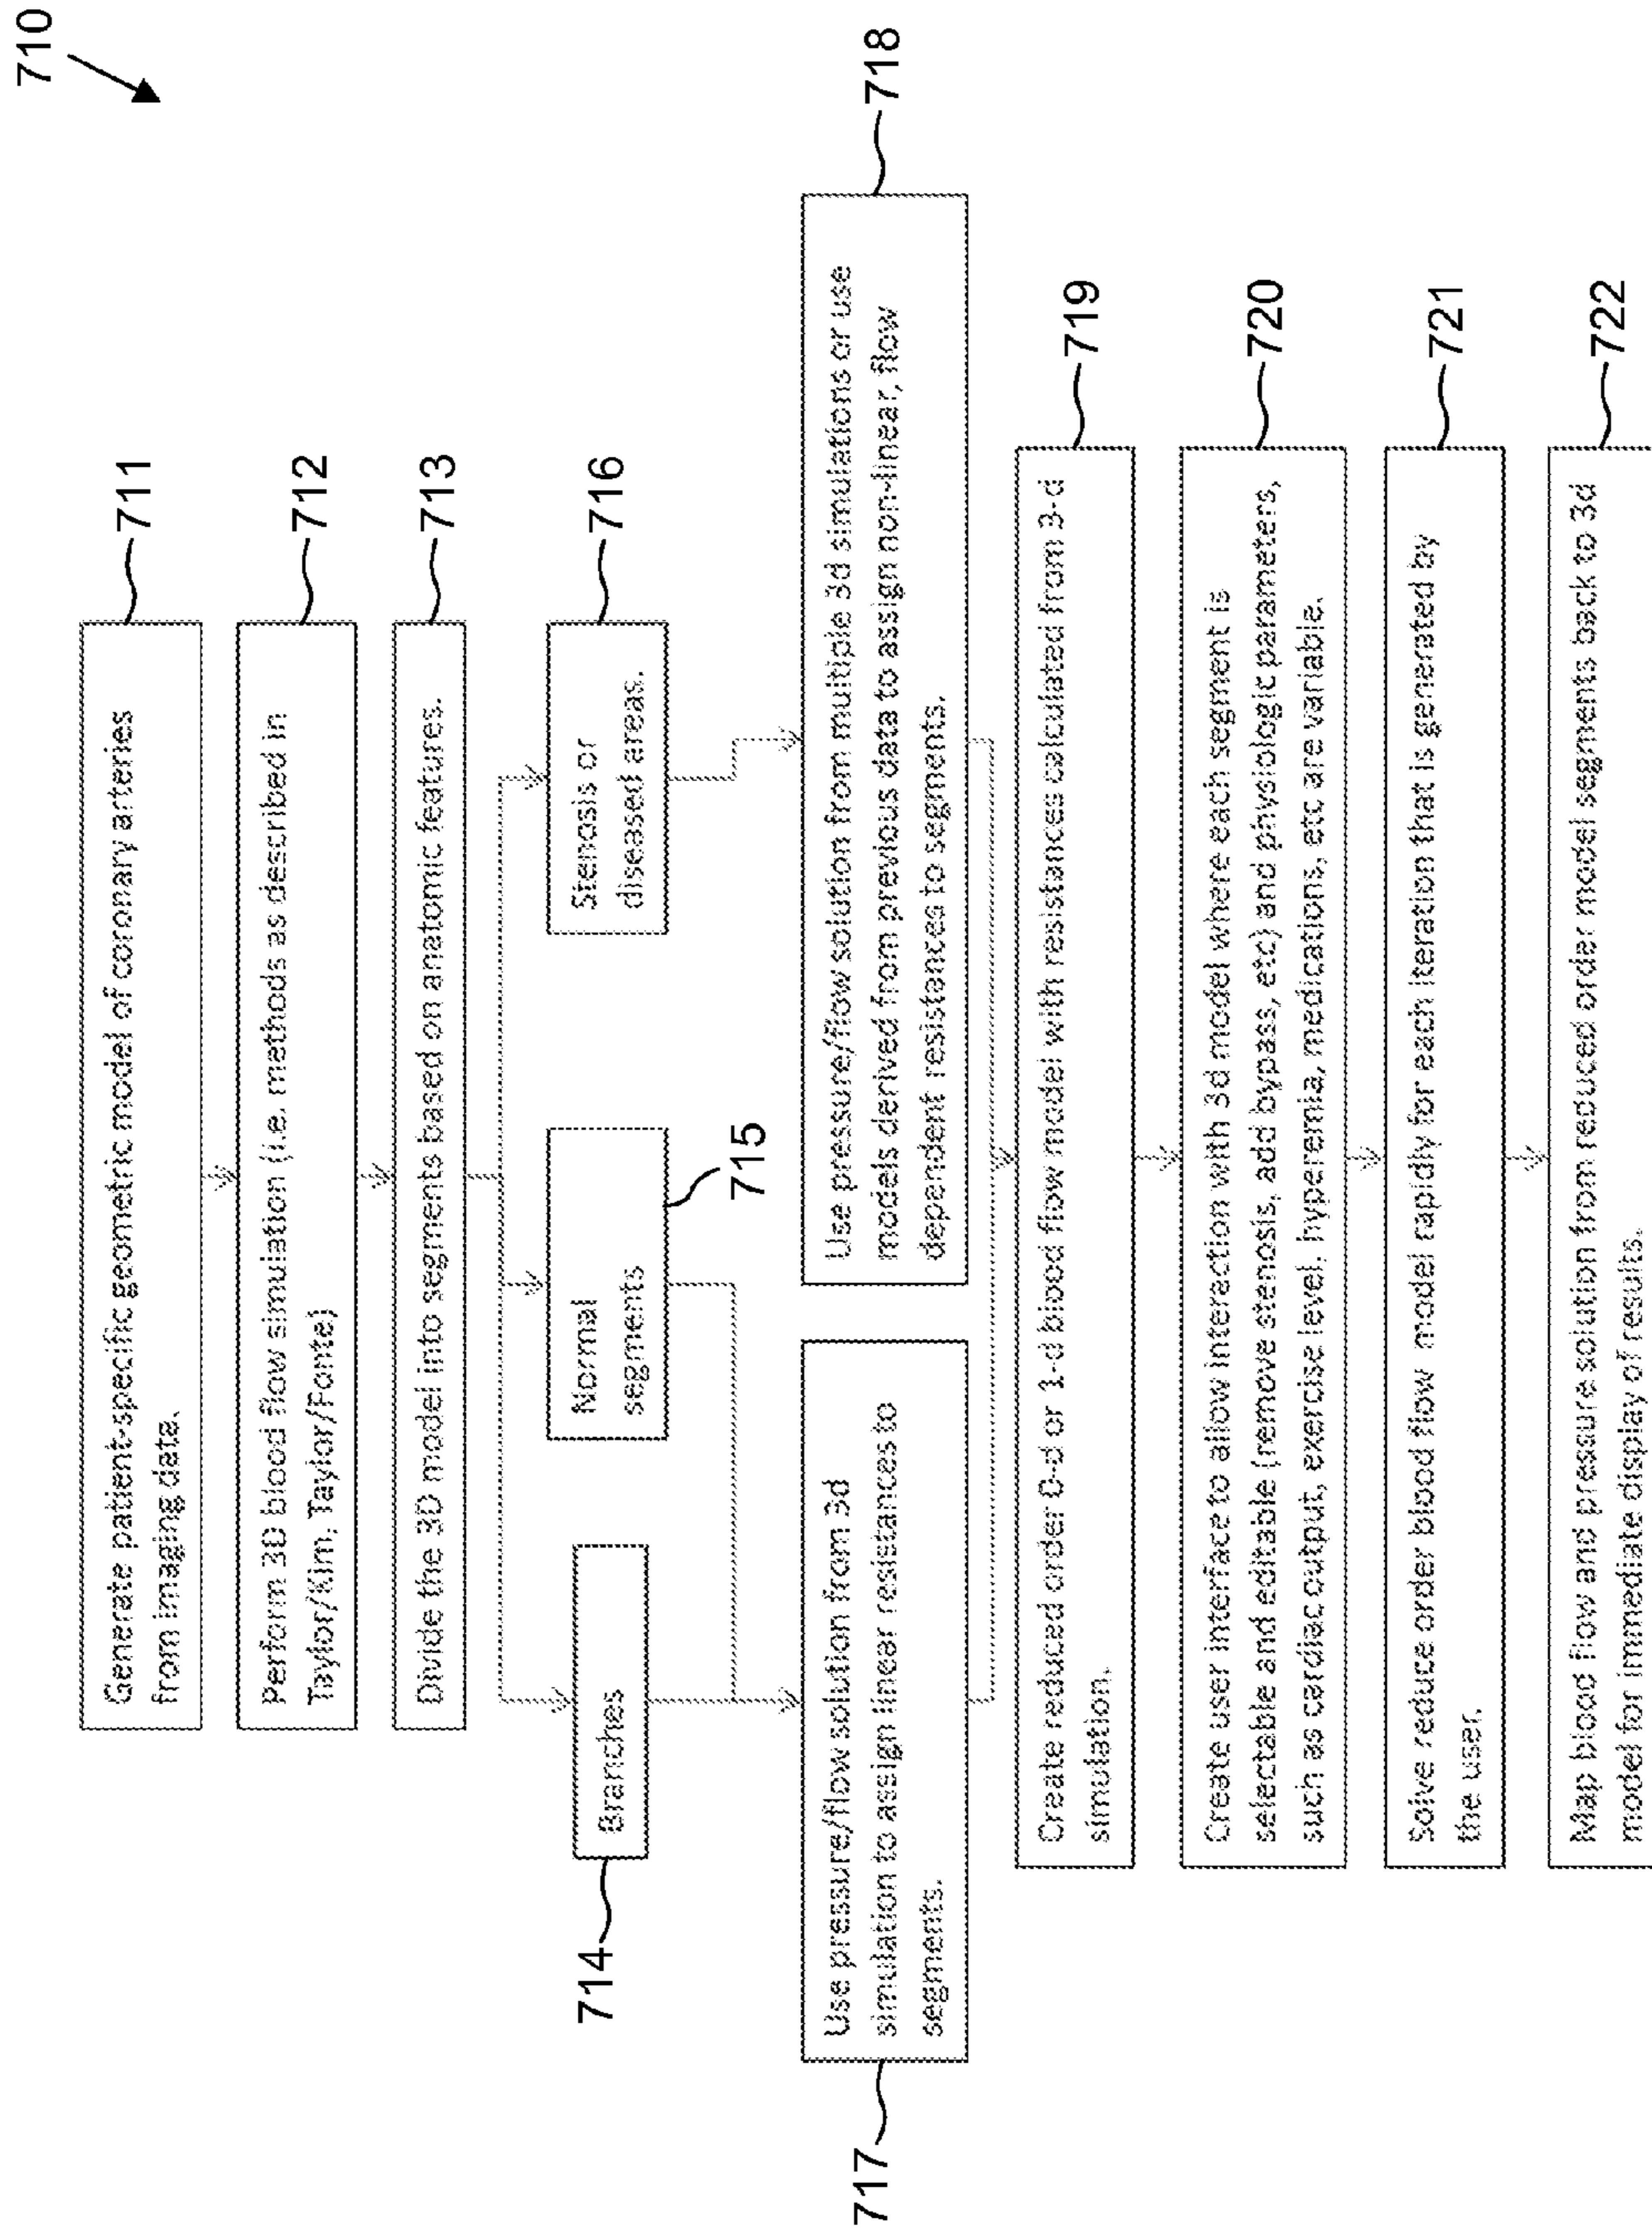 710
Generate patient-specific geometric model of coronary arteries
from imaging data.
711
Perform 3D blood flow simulation (i.e. methods as described in
Taylor/Kim, Taylor/Fonte)
712
Divide the 3D model into segments based on anatomic features.
713
Branches
714
Normal
segments
715
Stenosis or
diseased areas.
716
Use pressure/flow solution from 3d
simulation to assign linear resistances to
segments.
717
Use pressure/flow solution from multiple 3d simulations or use
models derived from previous data to assign non-linear, flow
dependent resistances to segments.
718
Create reduced order 0-d or 1-d blood flow model with resistances calculated from 3-d
simulation.
719
Create user interface to allow interaction with 3d model where each segment is
selectable and editable (remove stenosis, add bypass, etc) and physiologic parameters,
such as cardiac output, exercise level, hyperemia, medications, etc are variable.
720
Solve reduce order blood flow model rapidly for each iteration that is generated by
the user.
721
Map blood flow and pressure solution from reduced order model segments back to 3d
model for immediate display of results.
722